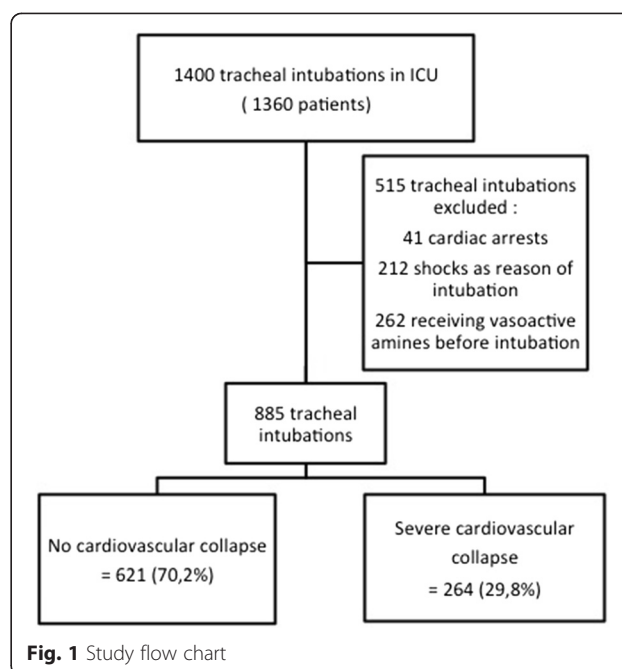 1400 tracheal intubations in ICU
( 1360 patients)
515 tracheal intubations
excluded :
41 cardiac arrests
212 shocks as reason of
intubation
262 receiving vasoactive
amines before intubation
885 tracheal
intubations
No cardiovascular collapse
= 621 (70,2%)
Severe cardiovascular
collapse
= 264 (29,8%)
Fig. 1 Study flow chart